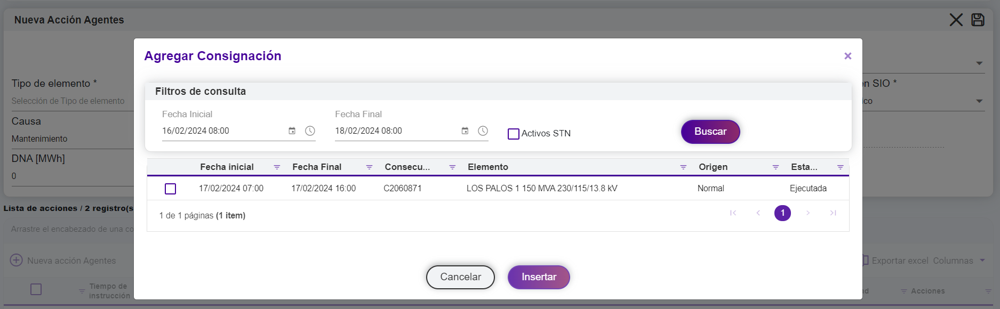 Nueva Acción Agentes
Agregar Consignación
×
Tipo de elemento *
Selección de Tipo de elemento
en SIO *
ico
Causa
Mantenimiento
DNA [MWh]
0
Filtros de consulta
Fecha Inicial
Fecha Final
16/02/2024 08:00
18/02/2024 08:00
Activos STN
Buscar
Fecha inicial Fecha Final Consecu... Elemento Origen Esta...
17/02/2024 07:00 17/02/2024 16:00 C2060871 LOS PALOS 1 150 MVA 230/115/13.8 kV Normal Ejecutada
1 de 1 páginas (1 item)
1
Lista de acciones / 2 registro(s
Arrastre el encabezado de una co
Nueva acción Agentes
Exportar excel Columnas
Cancelar
Insertar
Tiempo de
instrucción
Acciones